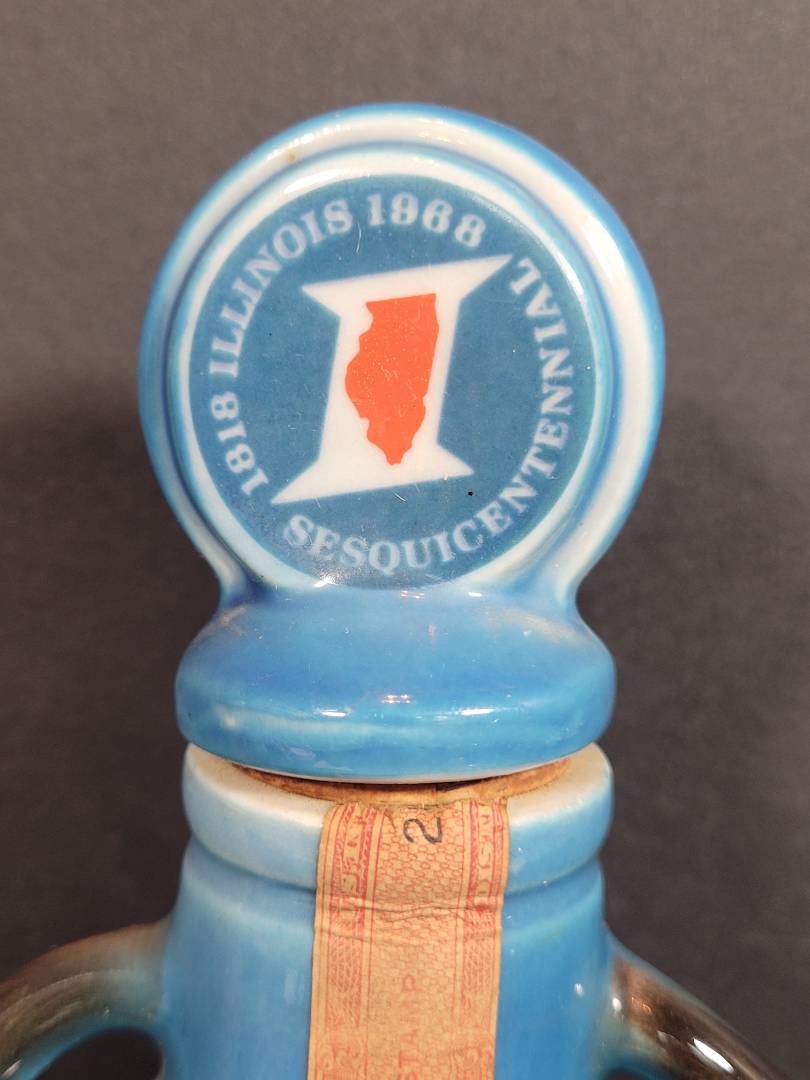 1818 ILLINOIS 1968
SESQUICENTENNIAL
2
STAMP